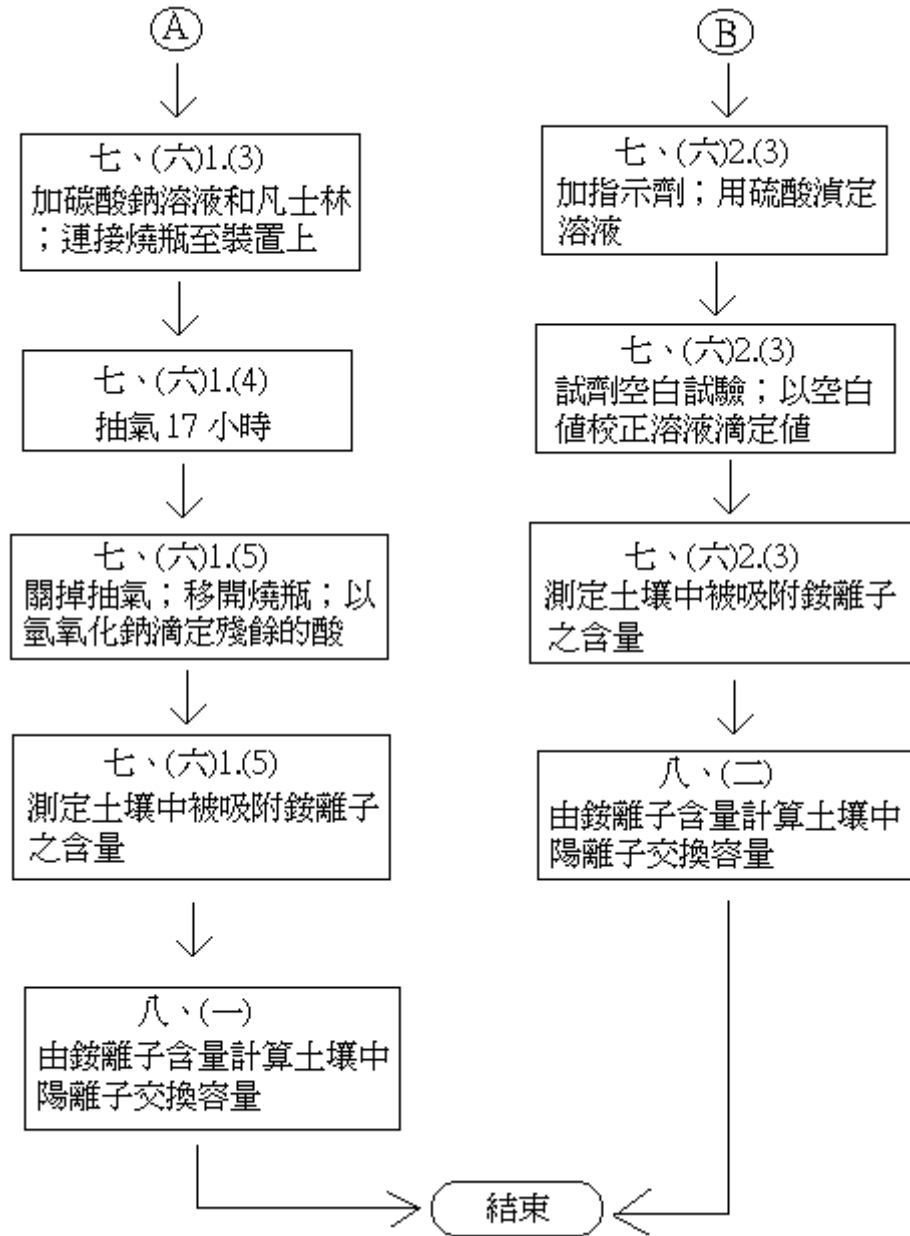 A
七、(六)1.(3)
加碳酸鈉溶液和凡士林
；連接燒瓶至裝置上
七、(六)1.(4)
抽氣 17 小時
七、(六)1.(5)
關掉抽氣；移開燒瓶；以
氫氧化鈉滴定殘餘的酸
七、(六)1.(5)
測定土壤中被吸附銨離子
之含量
八、(一)
由銨離子含量計算土壤中
陽離子交換容量
B
七、(六)2.(3)
加指示劑；用硫酸滇定
溶液
七、(六)2.(3)
試劑空白試驗；以空白
值校正溶液滴定值
七、(六)2.(3)
測定土壤中被吸附銨離子
之含量
八、(二)
由銨離子含量計算土壤中
陽離子交換容量
結束